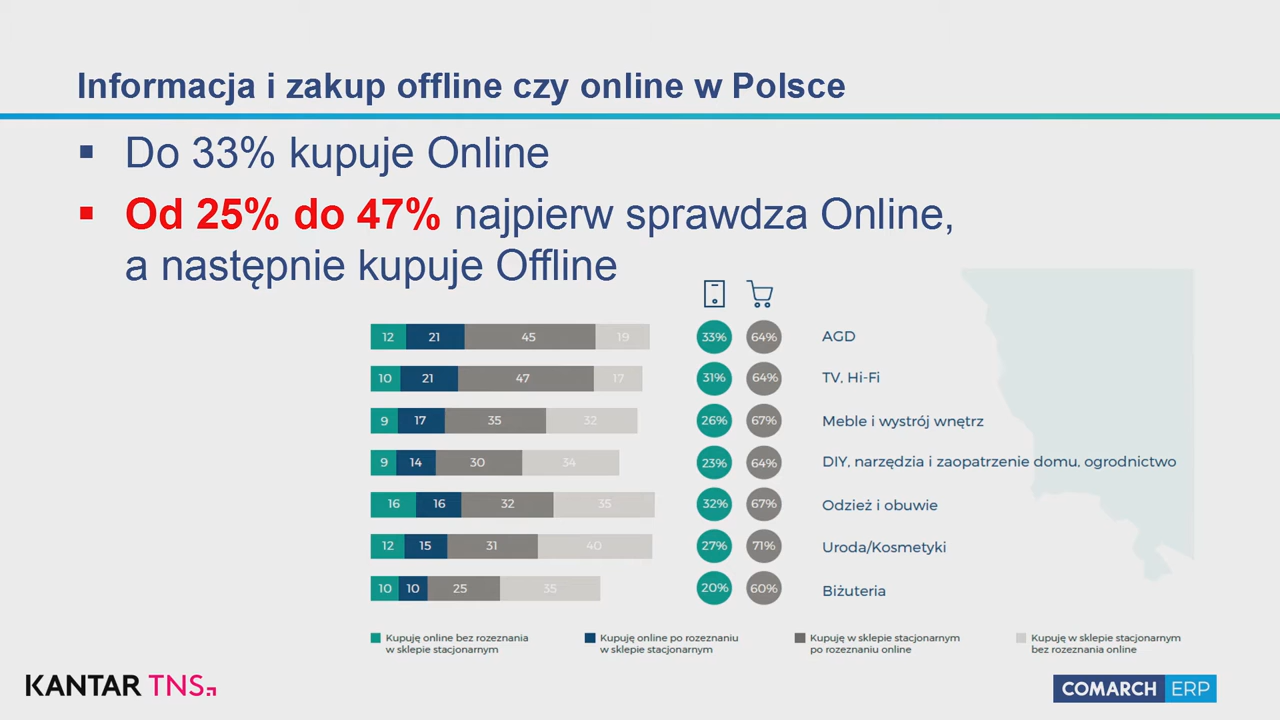 Informacja i zakup offline czy online w Polsce
Do 33% kupuje Online
Od 25% do 47% najpierw sprawdza Online,
a następnie kupuje Offline
12 21 45 19 33% 64% AGD
10 21 47 17 31% 64% TV, Hi-Fi
9 17 35 32 26% 67% Meble i wystrój wnętrz
9 14 30 34 23% 64% DIY, narzędzia i zaopatrzenie domu, ogrodnictwo
16 16 32 35 32% 67% Odzież i obuwie
12 15 31 40 27% 71% Uroda/Kosmetyki
10 10 25 35 20% 60% Biżuteria
Kupuję online bez rozeznania
w sklepie stacjonarnym
Kupuję online po rozeznaniu
w sklepie stacjonarnym
Kupuję w sklepie stacjonarnym
po rozeznaniu online
Kupuję w sklepie stacjonarnym
bez rozeznania online
KANTAR TNS
COMARCH ERP